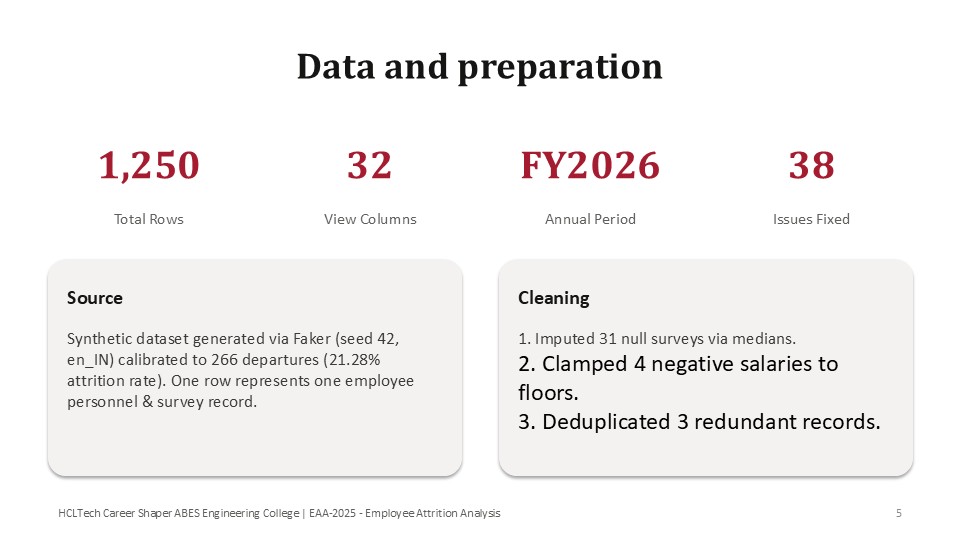 Data and preparation
1,250
32
FY2026
38
Total Rows
View Columns
Annual Period
Issues Fixed
Source
Synthetic dataset generated via Faker (seed 42,
en_IN) calibrated to 266 departures (21.28%
attrition rate). One row represents one employee
personnel & survey record.
Cleaning
1. Imputed 31 null surveys via medians.
2. Clamped 4 negative salaries to
floors.
3. Deduplicated 3 redundant records.
HCLTech Career Shaper ABES Engineering College | EAA-2025 - Employee Attrition Analysis
5